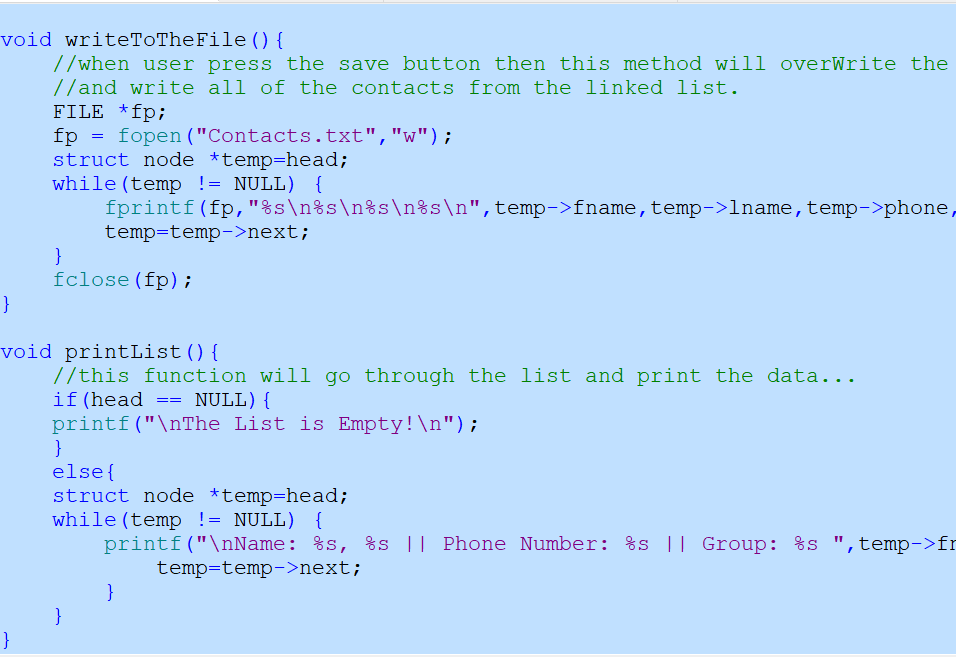 void writeToTheFile(){
//when user press the save button then this method will overWrite the
//and write all of the contacts from the linked list.
FILE *fp;
fp = fopen("Contacts.txt","w");
struct node *temp=head;
while(temp != NULL) {
fprintf(fp,"%s\n%s\n%s\n%s\n",temp->fname,temp->lname,temp->phone,
temp=temp->next;
}
fclose(fp);
}
void printList(){
//this function will go through the list and print the data...
if(head == NULL){
printf("\nThe List is Empty!\n");
}
else{
struct node *temp=head;
while(temp != NULL) {
printf("\nName: %s, %s || Phone Number: %s || Group: %s ",temp->
temp=temp->next;
}
}
}